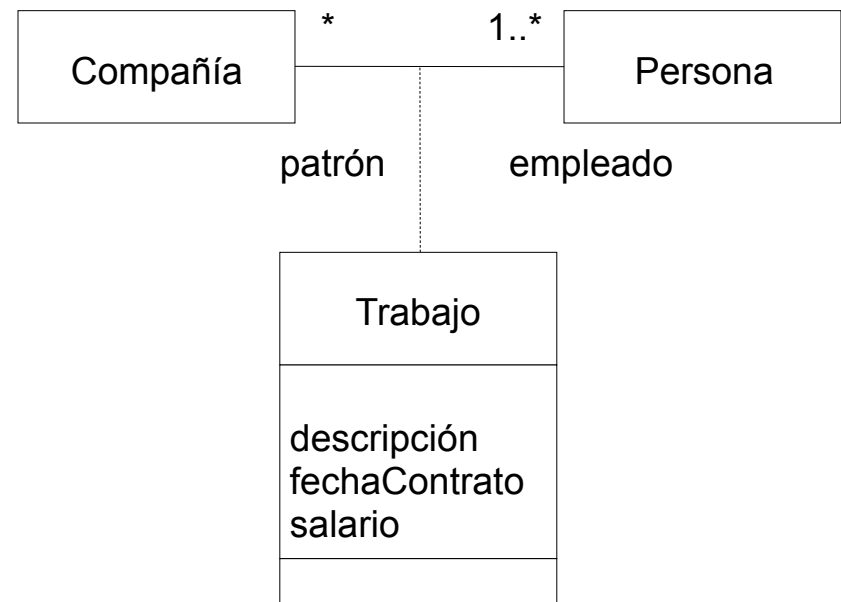 * 1..*
Compañía Persona
patrón empleado
Trabajo
descripción
fechaContrato
salario